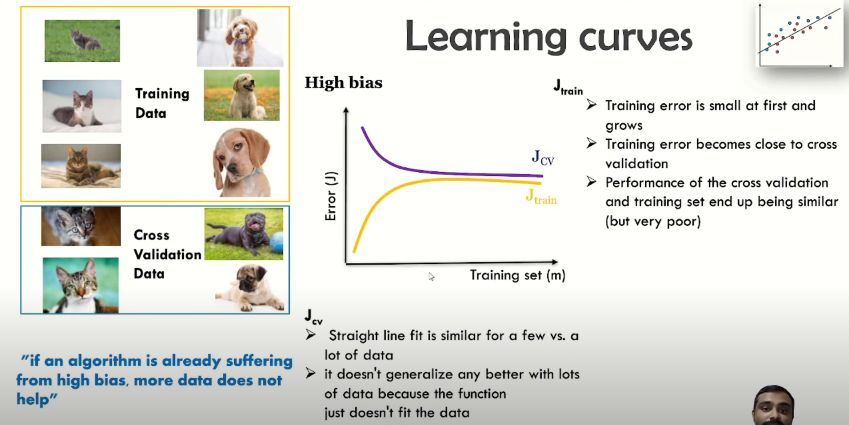 Learning curves
Training
Data
Cross
Validation
Data
"if an algorithm is already suffering
from high bias, more data does not
help"
High bias
Error (J)
J_CV
J_train
Training set (m)
J_train
➢ Training error is small at first and
grows
➢ Training error becomes close to cross
validation
➢ Performance of the cross validation
and training set end up being similar
(but very poor)
J_cv
➢ Straight line fit is similar for a few vs. a
lot of data
➢ it doesn't generalize any better with lots
of data because the function
just doesn't fit the data